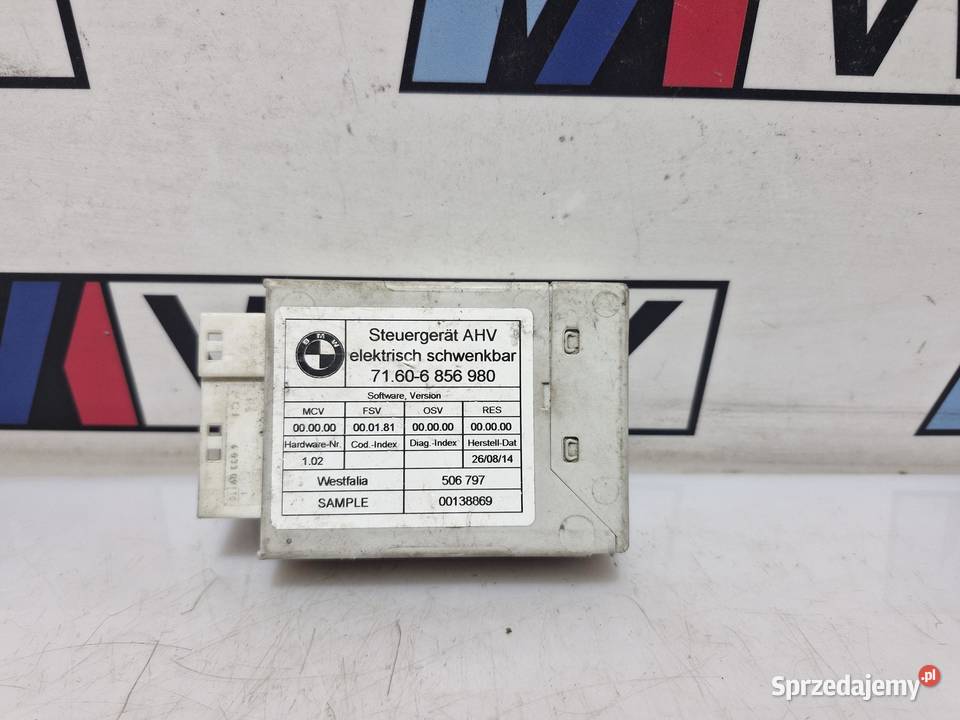 BMW
Steuergerät AHV
elektrisch schwenkbar
71.60-6 856 980
Software, Version
MCV FSV OSV RES
00.00.00 00.01.81 00.00.00 00.00.00
Hardware-Nr. Cod.-Index Diag.-Index Herstell-Dat
1.02 26/08/14
Westfalia 506 797
SAMPLE 00138869
Sprzedajemy.pl